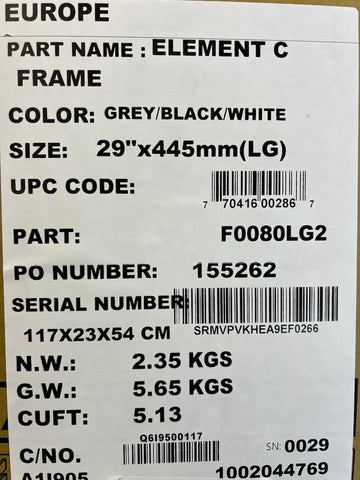 EUROPE
PART NAME : ELEMENT C
FRAME
COLOR: GREY/BLACK/WHITE
SIZE: 29"x445mm(LG)
UPC CODE:
7 70416 00286 7
PART: F0080LG2
PO NUMBER: 155262
SERIAL NUMBER:
SRMVPVKHEA9EF0266
117X23X54 CM
N.W.: 2.35 KGS
G.W.: 5.65 KGS
CUFT: 5.13
Q6I9500117
C/NO. SN: 0029
A1I905 1002044769